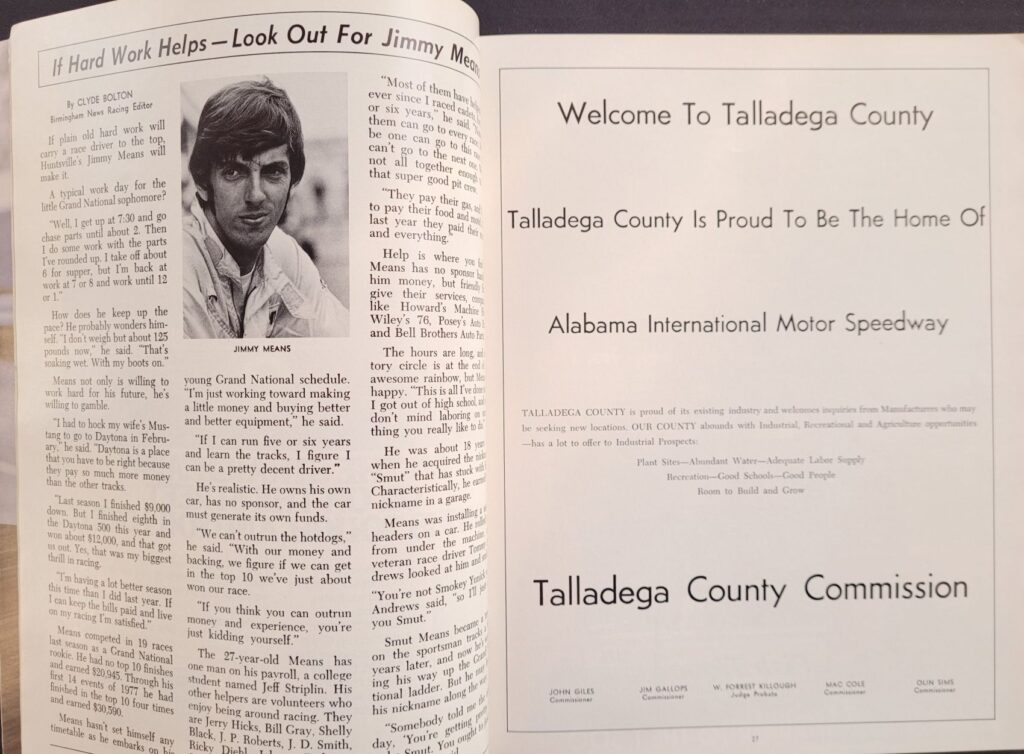 If Hard Work Helps—Look Out For Jimmy Means
By CLYDE BOLTON
Birmingham News Racing Editor
If plain old hard work will
carry a race driver to the top,
Huntsville's Jimmy Means will
make it.
A typical work day for the
little Grand National sophomore?
"Well, I get up at 7:30 and go
chase parts until about 2. Then
I do some work with the parts
I've rounded up. I take off about
6 for supper, but I'm back at
work at 7 or 8 and work until 12
or 1."
How does he keep up the
pace? He probably wonders him-
self. "I don't weigh but about 125
pounds now," he said. "That's
soaking wet. With my boots on."
Means not only is willing to
work hard for his future, he's
willing to gamble.
"I had to hock my wife's Mus-
tang to go to Daytona in Febru-
ary," he said. "Daytona is a place
that you have to be right because
they pay so much more money
than the other tracks.
"Last season I finished $9,000
down. But I finished eighth in
the Daytona 500 this year and
won about $12,000, and that got
us out. Yes, that was my biggest
thrill in racing.
"I'm having a lot better season
this time than I did last year. If
I can keep the bills paid and live
on my racing I'm satisfied."
Means competed in 19 races
last season as a Grand National
rookie. He had no top 10 finishes
and earned $20,945. Through his
first 14 events of 1977 he had
finished in the top 10 four times
and earned $30,590.
Means hasn't set himself any
timetable as he embarks on his
JIMMY MEANS
young Grand National schedule.
"I'm just working toward making
a little money and buying better
and better equipment," he said.
"If I can run five or six years
and learn the tracks, I figure I
can be a pretty decent driver."
He's realistic. He owns his own
car, has no sponsor, and the car
must generate its own funds.
"We can't outrun the hotdogs,"
he said. "With our money and
backing, we figure if we can get
in the top 10 we've just about
won our race.
"If you think you can outrun
money and experience, you're
just kidding yourself."
The 27-year-old Means has
one man on his payroll, a college
student named Jeff Striplin. His
other helpers are volunteers who
enjoy being around racing. They
are Jerry Hicks, Bill Gray, Shelly
Black, J. P. Roberts, J. D. Smith,
Ricky Diehl,
"Most of them have
ever since I raced cadets,
or six years," he said.
them can go to every
be one can go to this
can't go to the next one
not all together enough
that super good pit crew.
"They pay their gas,
to pay their food and
last year they paid their
and everything."
Help is where you
Means has no sponsor
him money, but friendly
give their services,
like Howard's Machine
Wiley's 76, Posey's Auto
and Bell Brothers Auto
The hours are long, and
tory circle is at the end of
awesome rainbow, but
happy. "This is all I've done
I got out of high school, and
don't mind laboring on
thing you really like to do."
He was about 18 years
when he acquired the
"Smut" that has stuck with
Characteristically, he earned
nickname in a garage.
Means was installing a
headers on a car. He
from under the machine
veteran race driver Tommy
drews looked at him and
"You're not Smokey Yunick
Andrews said, "so I'll just
you Smut."
Smut Means became a
on the sportsman tracks
years later, and now he's
ing his way up the Grand
tional ladder. But he may
his nickname along the way
"Somebody told me the
day, 'You're getting
Smut. You ought to
Welcome To Talladega County
Talladega County Is Proud To Be The Home Of
Alabama International Motor Speedway
TALLADEGA COUNTY is proud of its existing industry and welcomes inquiries from Manufacturers who may
be seeking new locations. OUR COUNTY abounds with Industrial, Recreational and Agriculture opportunities
—has a lot to offer to Industrial Prospects:
Plant Sites—Abundant Water—Adequate Labor Supply
Recreation—Good Schools—Good People
Room to Build and Grow
Talladega County Commission
JOHN GILES
Commissioner
JIM GALLOPS
Commissioner
W. FORREST KILLOUGH
Judge Probate
MAC COLE
Commissioner
OLIN SIMS
Commissioner